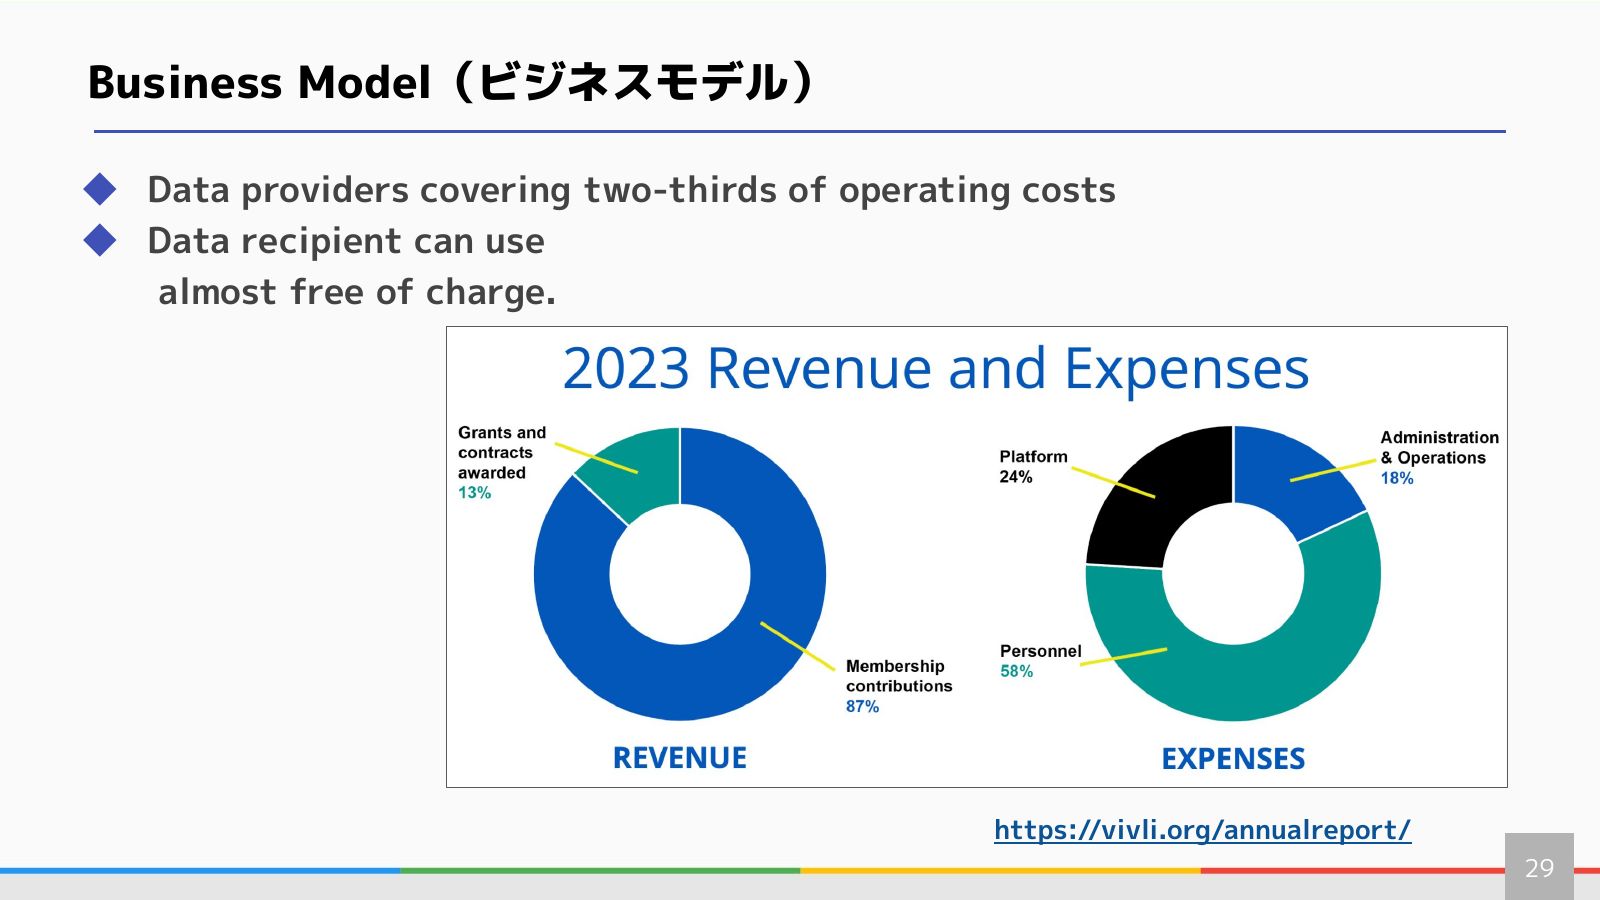 Business Model（ビジネスモデル）
Data providers covering two-thirds of operating costs
Data recipient can use
almost free of charge.
2023 Revenue and Expenses
Grants and
contracts
awarded
13%
Membership
contributions
87%
REVENUE
Platform
24%
Administration
& Operations
18%
Personnel
58%
EXPENSES
https://vivli.org/annualreport/
29